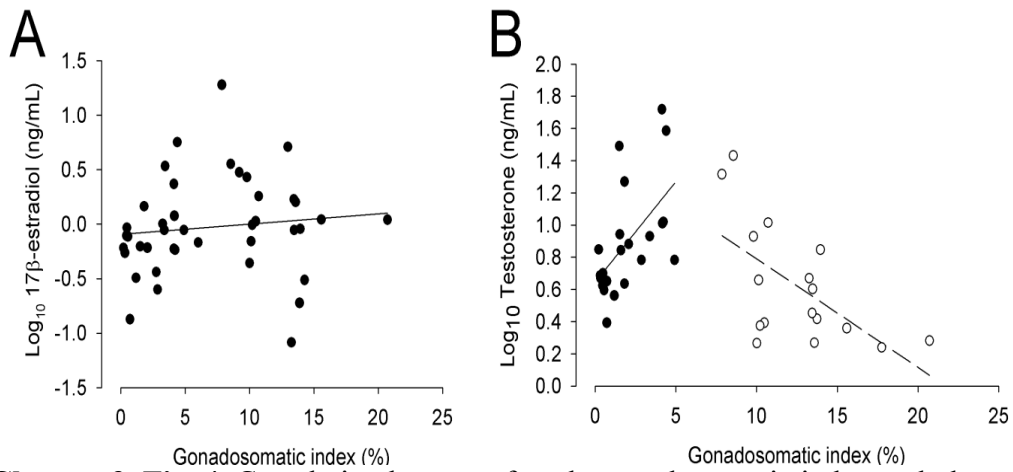 A
B
Log10 17β-estradiol (ng/mL)
1.5
1.0
0.5
0.0
-0.5
-1.0
-1.5
0 5 10 15 20 25
Gonadosomatic index (%)
Log10 Testosterone (ng/mL)
2.0
1.8
1.6
1.4
1.2
1.0
0.8
0.6
0.4
0.2
0.0
0 5 10 15 20 25
Gonadosomatic index (%)